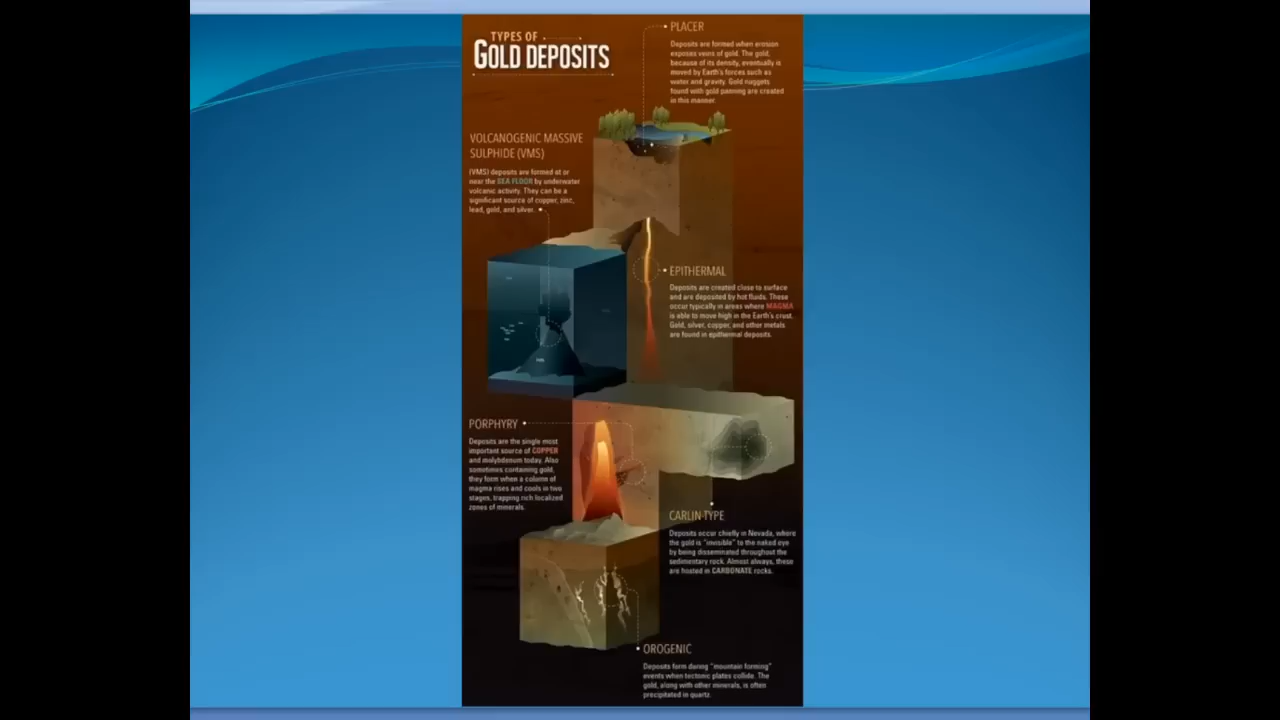 TYPES OF
GOLD DEPOSITS
PLACER
Deposits are formed when erosion
exposes veins of gold. The gold,
because of its density, eventually is
moved by Earth's forces such as
water and gravity. Gold nuggets
found with gold panning are created
in this manner.
VOLCANOGENIC MASSIVE
SULPHIDE (VMS)
(VMS) deposits are formed at or
near the SEA FLOOR by underwater
volcanic activity. They can be a
significant source of copper, zinc,
lead, gold, and silver.
EPITHERMAL
Deposits are created close to surface
and are deposited by hot fluids. These
occur typically in areas where MAGMA
is able to move high in the Earth's crust.
Gold, silver, copper, and other metals
are found in epithermal deposits.
PORPHYRY
Deposits are the single most
important source of COPPER
and molybdenum today. Also
sometimes containing gold,
they form when a column of
magma rises and cools in two
stages, trapping rich localized
zones of minerals.
CARLIN-TYPE
Deposits occur chiefly in Nevada, where
the gold is "invisible" to the naked eye
by being disseminated throughout the
sedimentary rock. Almost always, these
are hosted in CARBONATE rocks.
OROGENIC
Deposits form during "mountain forming"
events when tectonic plates collide. The
gold, along with other minerals, is often
precipitated in quartz.